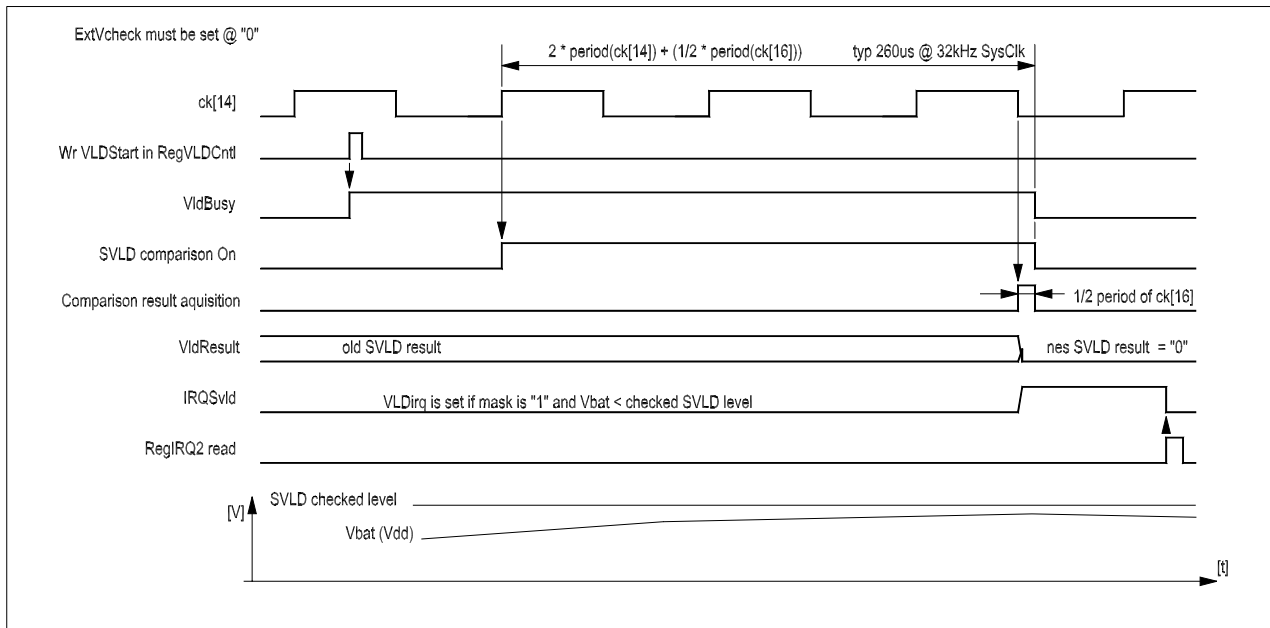 ExtVcheck must be set @ "0"
2 * period(ck[14]) + (1/2 * period(ck[16])) typ 260us @ 32kHz SysClk
ck[14]
Wr VLDStart in RegVLDCntl
VldBusy
SVLD comparison On
Comparison result aquisition
1/2 period of ck[16]
VldResult
old SVLD result
nes SVLD result = "0"
IRQSvld
VLDirq is set if mask is "1" and Vbat < checked SVLD level
RegIRQ2 read
SVLD checked level
[V]
Vbat (Vdd)
[t]